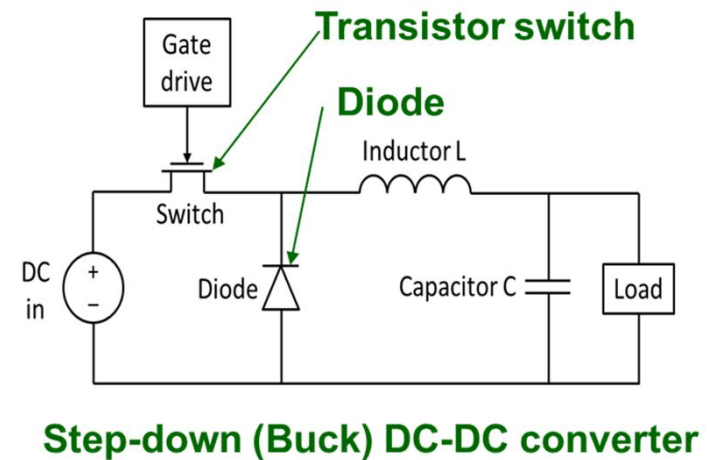 Transistor switch
Gate
drive
Diode
Inductor L
Switch
DC
in
+
−
Diode
Capacitor C
Load
Step-down (Buck) DC-DC converter